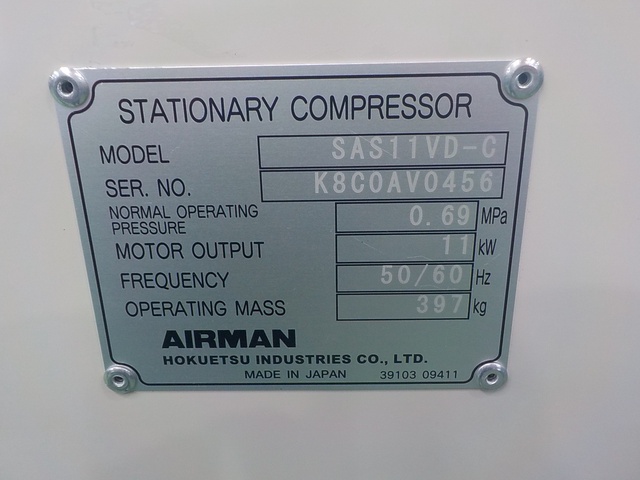 STATIONARY COMPRESSOR
MODEL SAS11VD-C
SER. NO. K8C0AV0456
NORMAL OPERATING
PRESSURE 0.69 MPa
MOTOR OUTPUT 11 kW
FREQUENCY 50/60 Hz
OPERATING MASS 397 kg
AIRMAN
HOKUETSU INDUSTRIES CO., LTD.
MADE IN JAPAN 39103 09411